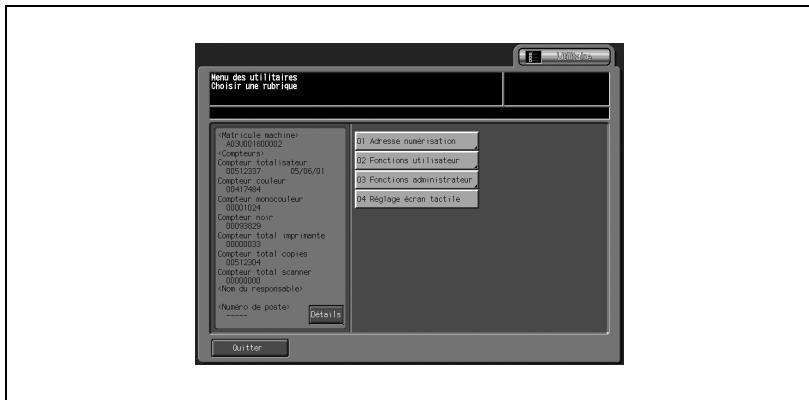 Utilitaires
Menu des utilitaires
Choisir une rubrique
<Matricule machine>
A03U001800002
<Compteurs>
Compteur totalisateur
00512337 05/06/01
Compteur couleur
00417484
Compteur monocouleur
00001024
Compteur noir
00093829
Compteur total imprimante
00000033
Compteur total copies
00512304
Compteur total scanner
00000000
<Nom du responsable>
<Numéro de poste>
-----
Détails
01 Adresse numérisation
02 Fonctions utilisateur
03 Fonctions administrateur
04 Réglage écran tactile
Quitter